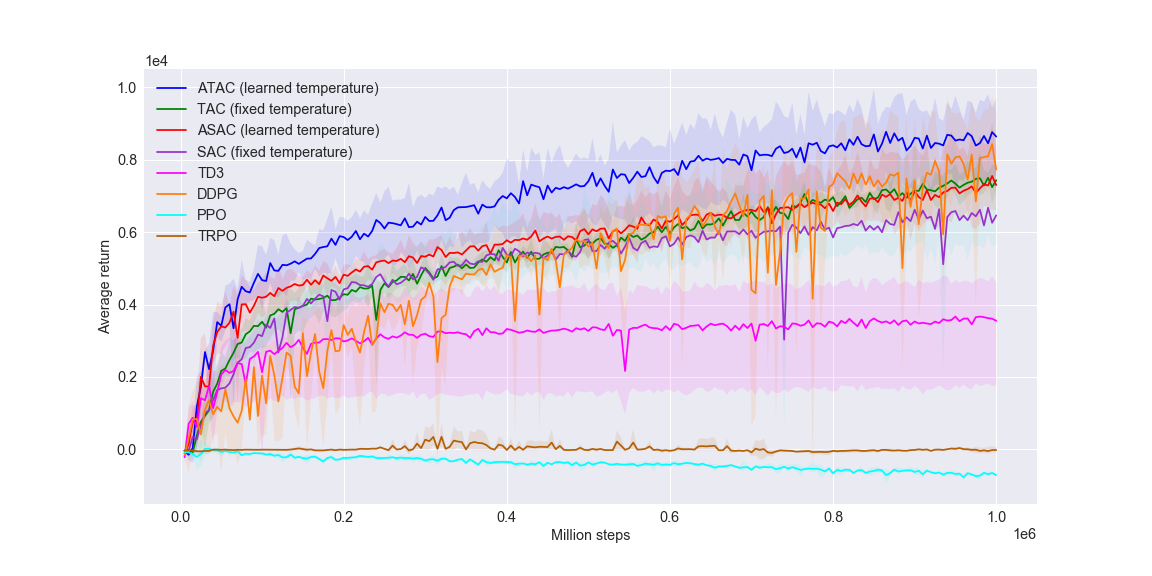 1e4
1.0
0.8
0.6
0.4
0.2
0.0
Average return
ATAC (learned temperature)
TAC (fixed temperature)
ASAC (learned temperature)
SAC (fixed temperature)
TD3
DDPG
PPO
TRPO
0.0 0.2 0.4 0.6 0.8 1.0
Million steps
1e6